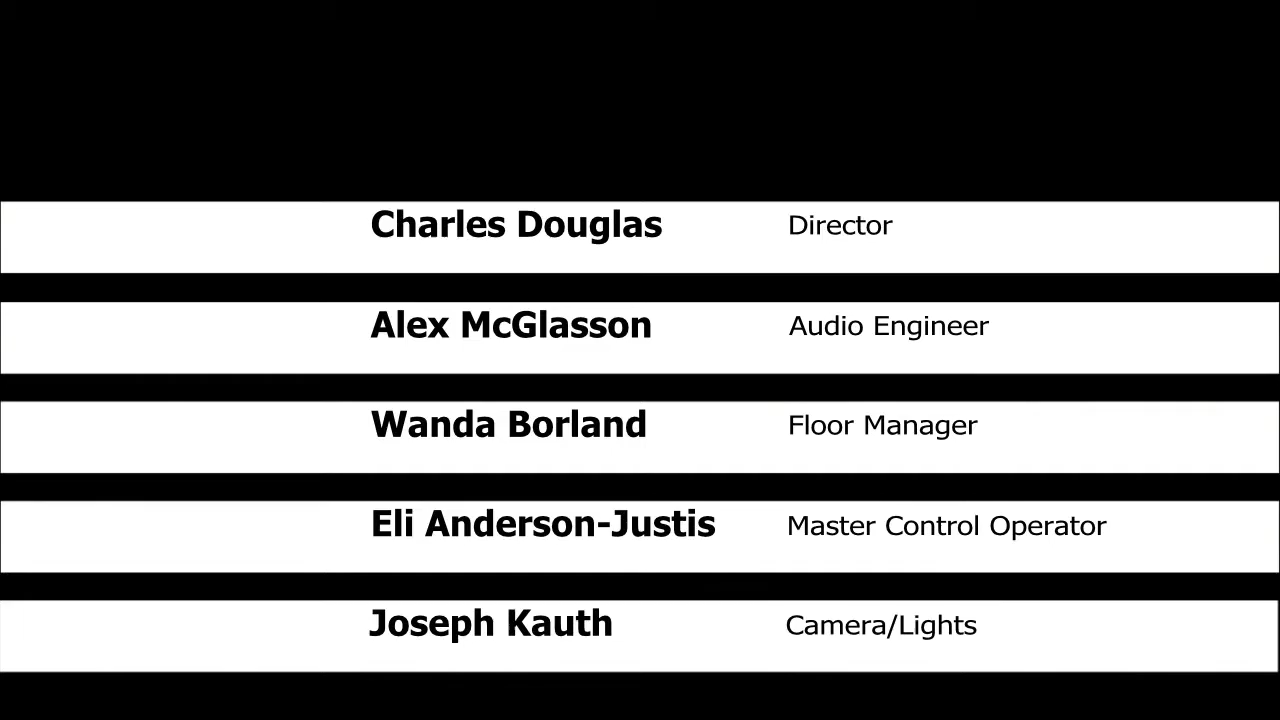 Charles Douglas Director
Alex McGlasson Audio Engineer
Wanda Borland Floor Manager
Eli Anderson-Justis Master Control Operator
Joseph Kauth Camera/Lights